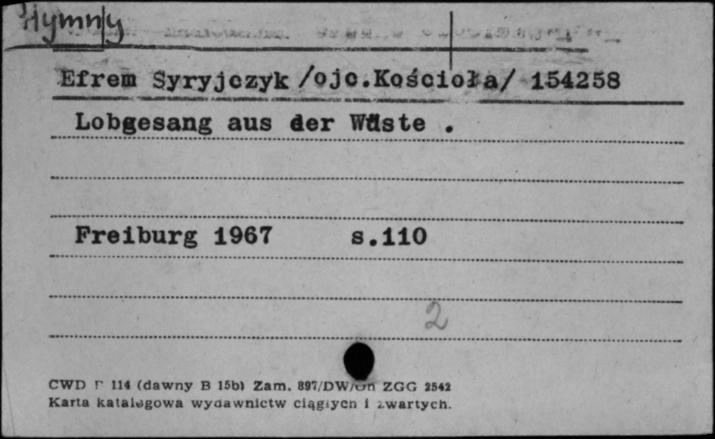 Hymny
Efrem Syryjczyk /ojc.Kościoła/ 154258
Lobgesang aus der Wüste .
Freiburg 1967 s.110
2
CWD 114 (dawny B 15b) Zam. 897/DW/Gn ZGG 2542
Karta katalogowa wydawnictw ciągłych i zwartych.